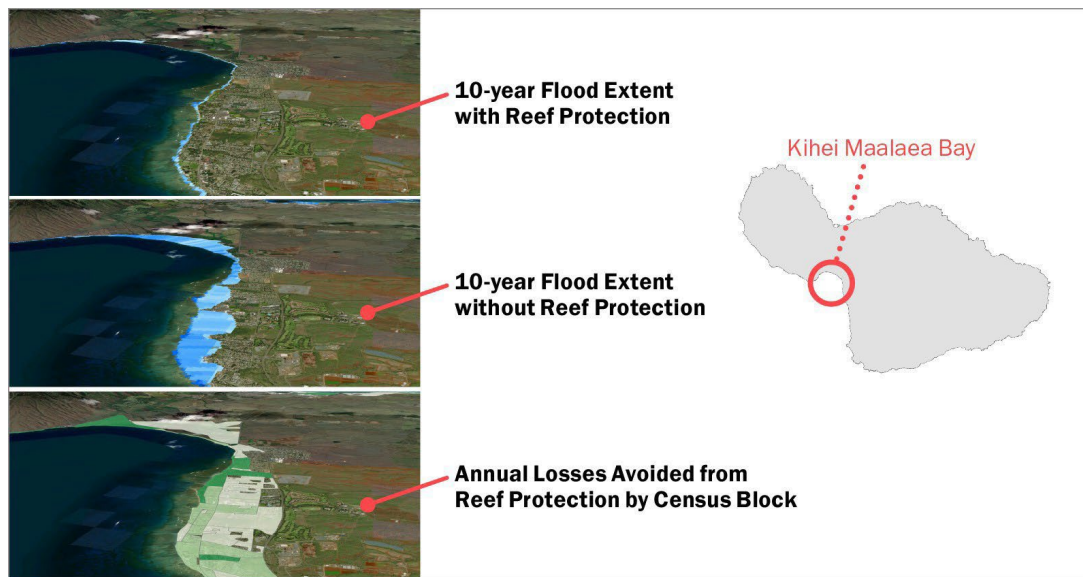 10-year Flood Extent
with Reef Protection
Kihei Maalaea Bay
10-year Flood Extent
without Reef Protection
Annual Losses Avoided from
Reef Protection by Census Block